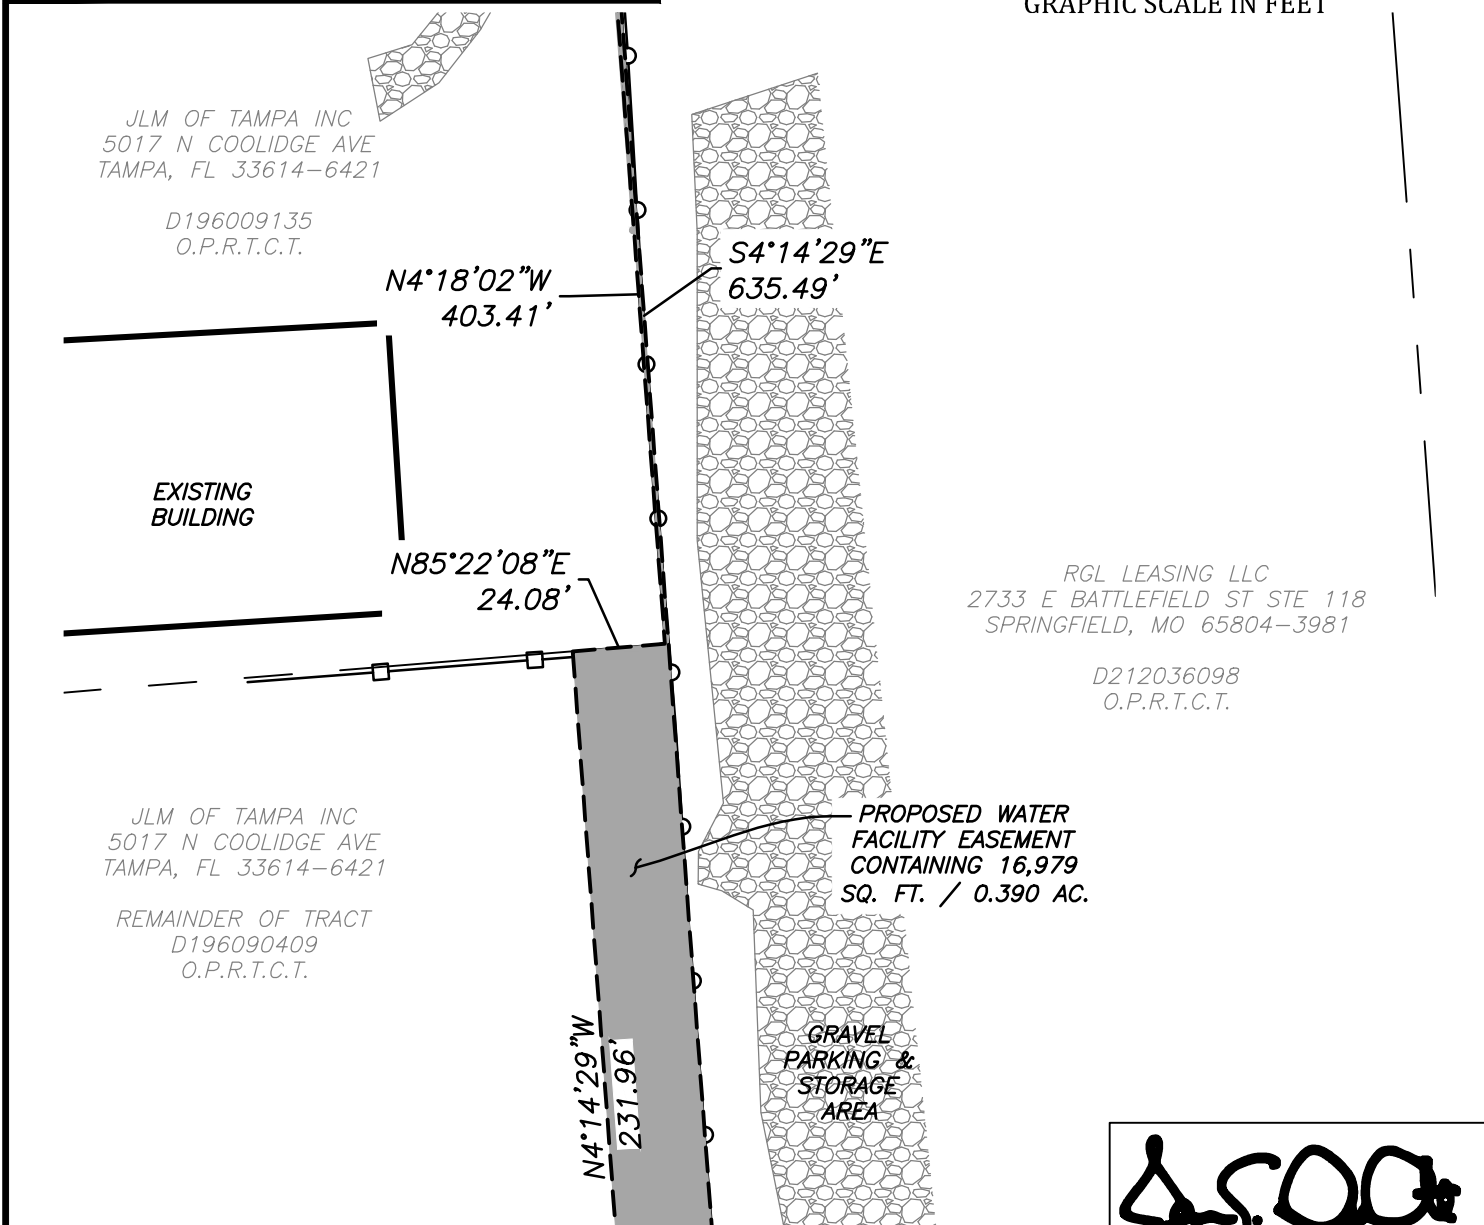 GRAPHIC SCALE IN FEET
JLM OF TAMPA INC
5017 N COOLIDGE AVE
TAMPA, FL 33614-6421
D196009135
O.P.R.T.C.T.
N4°18'02"W
403.41'
S4°14'29"E
635.49'
EXISTING
BUILDING
N85°22'08"E
24.08'
RGL LEASING LLC
2733 E BATTLEFIELD ST STE 118
SPRINGFIELD, MO 65804-3981
D212036098
O.P.R.T.C.T.
JLM OF TAMPA INC
5017 N COOLIDGE AVE
TAMPA, FL 33614-6421
REMAINDER OF TRACT
D196090409
O.P.R.T.C.T.
PROPOSED WATER
FACILITY EASEMENT
CONTAINING 16,979
SQ. FT. / 0.390 AC.
N4°14'29"W
231.96'
GRAVEL
PARKING &
STORAGE
AREA